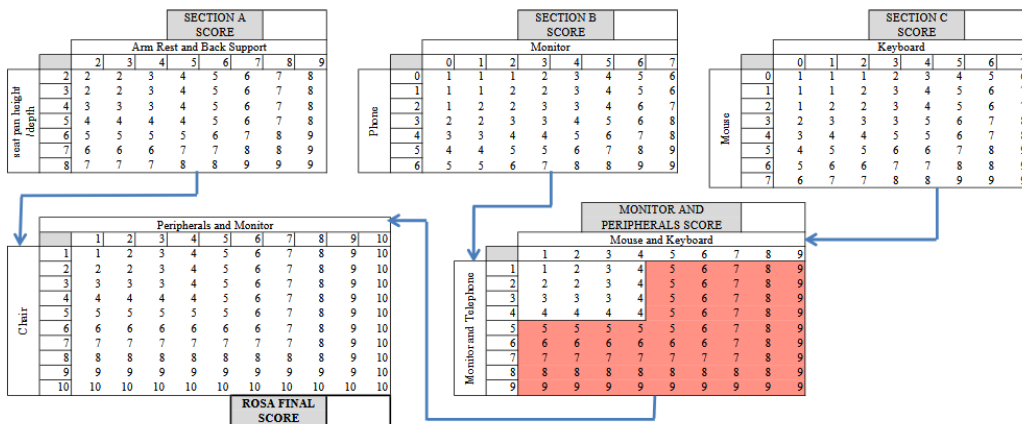 SECTION A
SCORE
Arm Rest and Back Support
2 3 4 5 6 7 8 9
seat pan height
/depth
2 2 2 3 4 5 6 7 8
3 2 2 3 4 5 6 7 8
4 3 3 3 4 5 6 7 8
5 4 4 4 4 5 6 7 8
6 5 5 5 5 6 7 8 9
7 6 6 6 7 7 8 8 9
8 7 7 7 8 8 9 9 9
SECTION B
SCORE
Monitor
0 1 2 3 4 5 6 7
Phone
0 1 1 1 2 3 4 5 6
1 1 1 2 2 3 4 5 6
2 1 2 2 3 3 4 6 7
3 2 2 3 3 4 5 6 8
4 3 3 4 4 5 6 7 8
5 4 4 5 5 6 7 8 9
6 5 5 6 7 8 8 9 9
SECTION C
SCORE
Keyboard
0 1 2 3 4 5 6
Mouse
0 1 1 1 2 3 4 5
1 1 1 2 3 4 5 6
2 1 2 2 3 4 5 6
3 2 3 3 3 5 6 7
4 3 4 4 5 5 6 7
5 4 5 5 6 6 7 8
6 5 6 6 7 7 8 8
7 6 7 7 8 8 9 9
Peripherals and Monitor
1 2 3 4 5 6 7 8 9 10
Chair
1 1 2 3 4 5 6 7 8 9 10
2 2 2 3 4 5 6 7 8 9 10
3 3 3 3 4 5 6 7 8 9 10
4 4 4 4 4 5 6 7 8 9 10
5 5 5 5 5 5 6 7 8 9 10
6 6 6 6 6 6 6 7 8 9 10
7 7 7 7 7 7 7 7 8 9 10
8 8 8 8 8 8 8 8 8 9 10
9 9 9 9 9 9 9 9 9 9 10
10 10 10 10 10 10 10 10 10 10 10
ROSA FINAL
SCORE
MONITOR AND
PERIPHERALS SCORE
Mouse and Keyboard
1 2 3 4 5 6 7 8 9
Monitor and Telephone
1 1 2 3 4 5 6 7 8 9
2 2 2 3 4 5 6 7 8 9
3 3 3 3 4 5 6 7 8 9
4 4 4 4 4 5 6 7 8 9
5 5 5 5 5 5 6 7 8 9
6 6 6 6 6 6 6 7 8 9
7 7 7 7 7 7 7 7 8 9
8 8 8 8 8 8 8 8 8 9
9 9 9 9 9 9 9 9 9 9